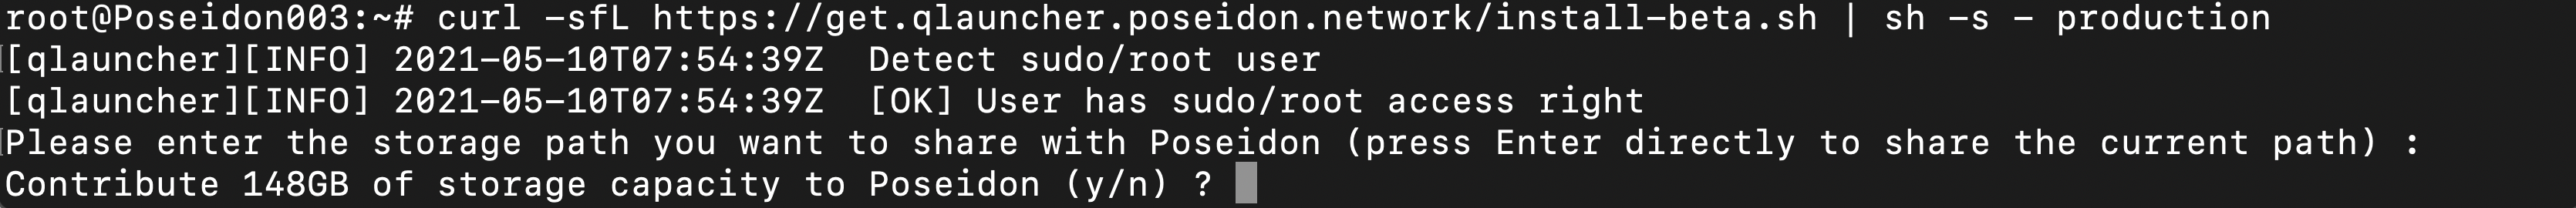 root@Poseidon003:~# curl -sfL https://get.qlauncher.poseidon.network/install-beta.sh | sh -s - production
[qlauncher][INFO] 2021-05-10T07:54:39Z  Detect sudo/root user
[qlauncher][INFO] 2021-05-10T07:54:39Z  [OK] User has sudo/root access right
Please enter the storage path you want to share with Poseidon (press Enter directly to share the current path) :
Contribute 148GB of storage capacity to Poseidon (y/n) ?